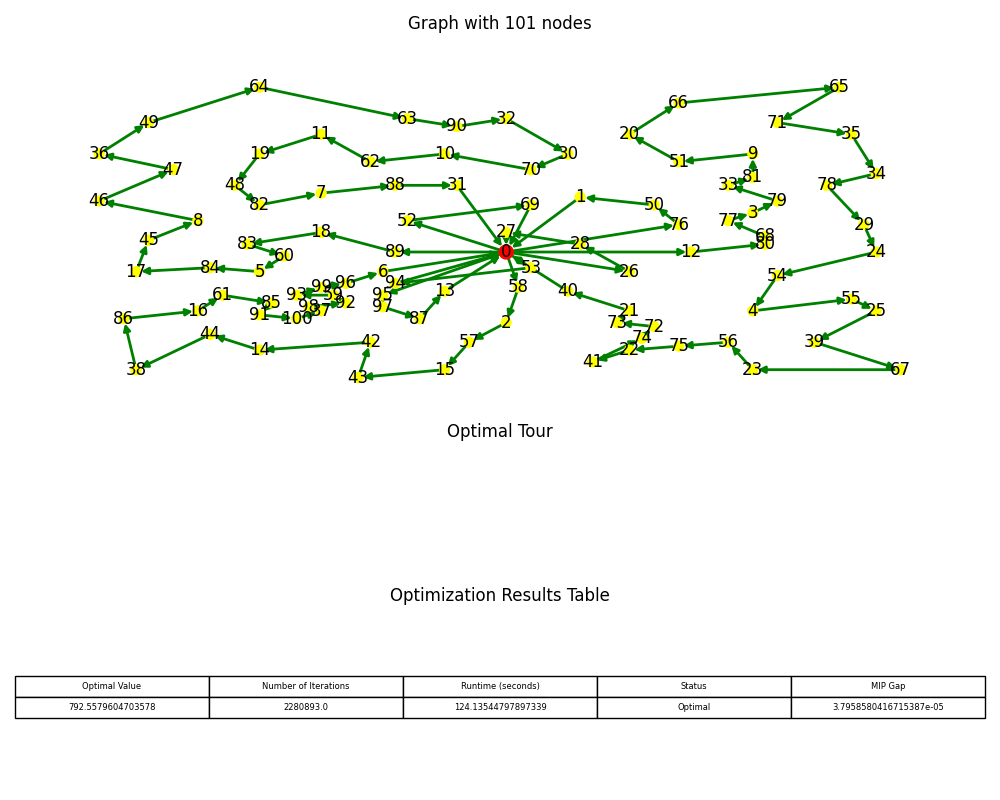 Graph with 101 nodes
64 65
66
49 63 90 32 71
11 20 35
36 19 10 30 51 9
47 62 70 34
48 7 88 31 33 81 78
46 82 69 1 50 79
8 52 76 77 3 29
45 83 18 27 28 68
60 89 0 12 80 24
17 84 5 6 53 26 54
99 96 94 58
61 93 59 95 13 40 55
16 85 98 92 97 21 4 25
86 91 100 37 87 2 73 72
44 42 57 74 56 39
14 41 22 75
38 43 15 23 67
Optimal Tour
Optimization Results Table
Optimal Value Number of Iterations Runtime (seconds) Status MIP Gap
792.5579604703578 2280893.0 124.13544797897339 Optimal 3.7958580416715387e-05